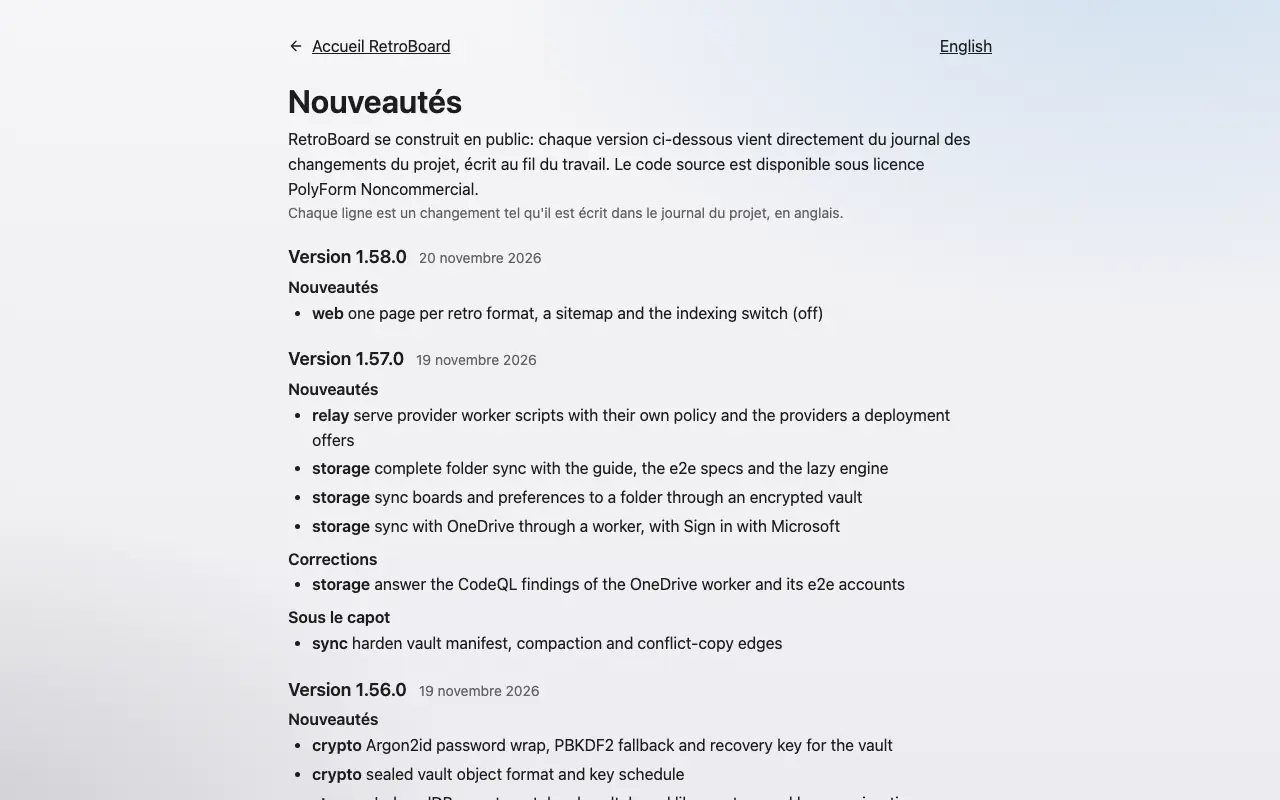 ← Accueil RetroBoard
English
Nouveautés
RetroBoard se construit en public: chaque version ci-dessous vient directement du journal des
changements du projet, écrit au fil du travail. Le code source est disponible sous licence
PolyForm Noncommercial.
Chaque ligne est un changement tel qu'il est écrit dans le journal du projet, en anglais.
Version 1.58.0 20 novembre 2026
Nouveautés
• web one page per retro format, a sitemap and the indexing switch (off)
Version 1.57.0 19 novembre 2026
Nouveautés
• relay serve provider worker scripts with their own policy and the providers a deployment
offers
• storage complete folder sync with the guide, the e2e specs and the lazy engine
• storage sync boards and preferences to a folder through an encrypted vault
• storage sync with OneDrive through a worker, with Sign in with Microsoft
Corrections
• storage answer the CodeQL findings of the OneDrive worker and its e2e accounts
Sous le capot
• sync harden vault manifest, compaction and conflict-copy edges
Version 1.56.0 19 novembre 2026
Nouveautés
• crypto Argon2id password wrap, PBKDF2 fallback and recovery key for the vault
• crypto sealed vault object format and key schedule